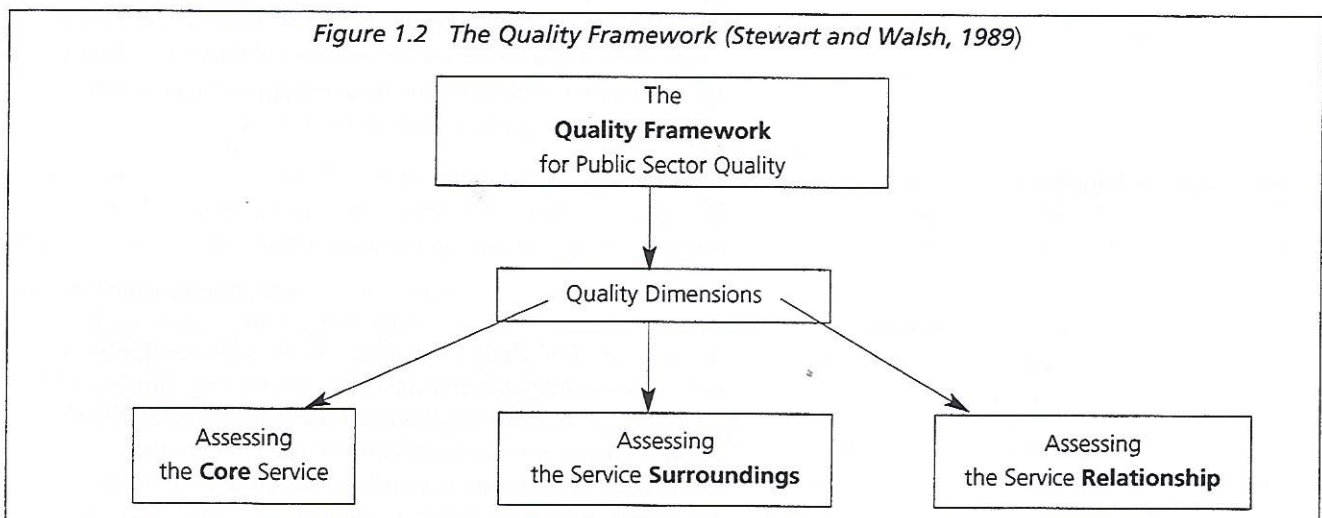 Figure 1.2 The Quality Framework (Stewart and Walsh, 1989)
The
Quality Framework
for Public Sector Quality
Quality Dimensions
Assessing
the Core Service
Assessing
the Service Surroundings
Assessing
the Service Relationship